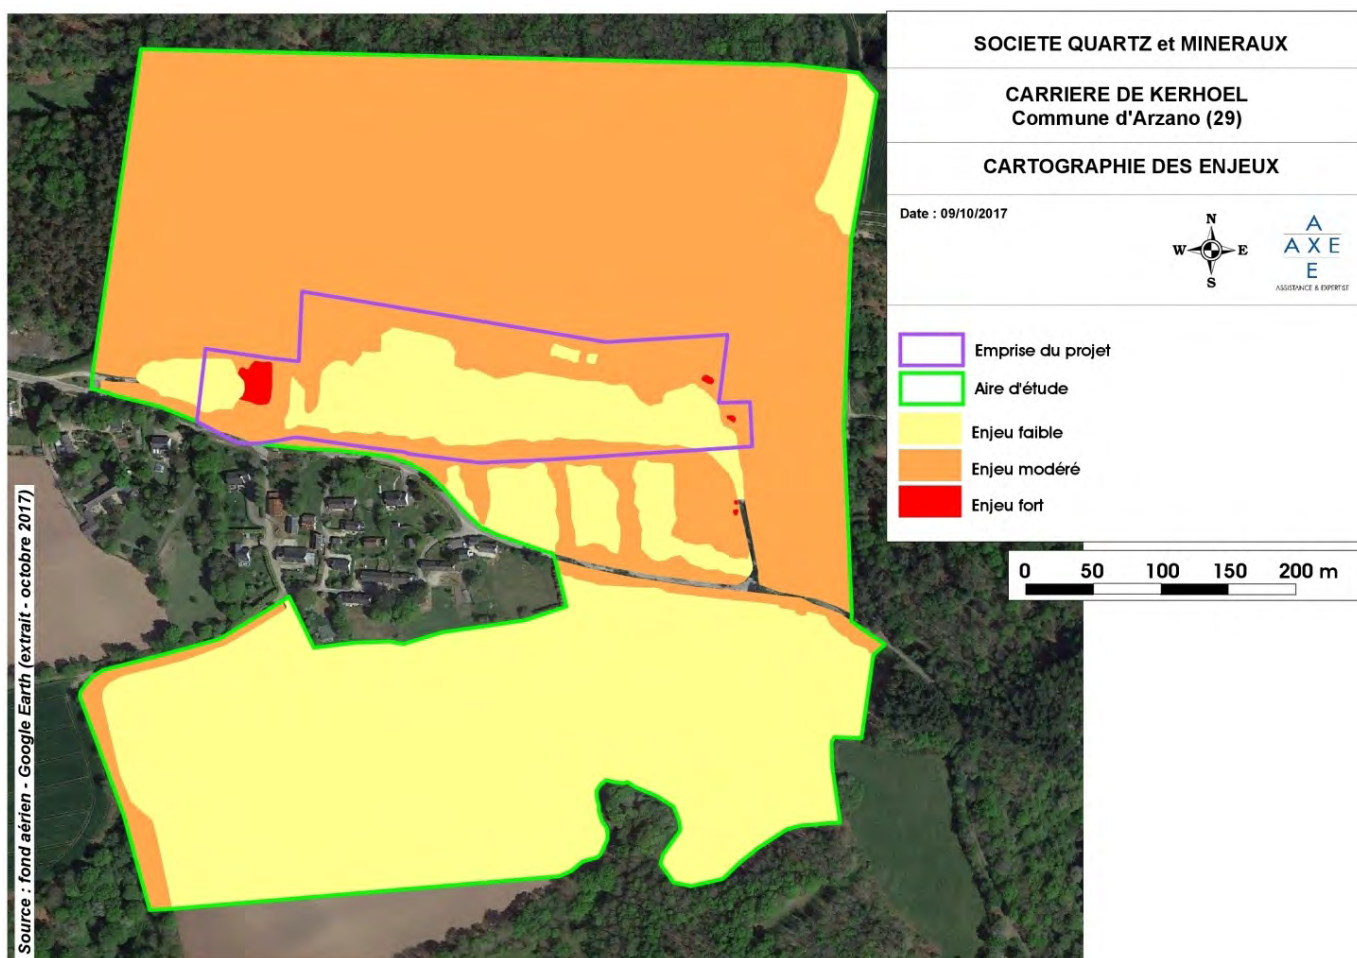 SOCIETE QUARTZ et MINERAUX
CARRIERE DE KERHOEL
Commune d'Arzano (29)
CARTOGRAPHIE DES ENJEUX
Date : 09/10/2017
N
W E
S
A
A X E
E
ASSISTANCE & EXPERTISE
Emprise du projet
Aire d'étude
Enjeu faible
Enjeu modéré
Enjeu fort
0 50 100 150 200 m
Source : fond aérien - Google Earth (extrait - octobre 2017)